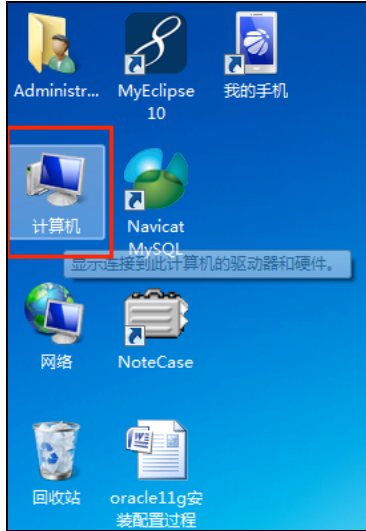 Administr...
MyEclipse
10
我的手机
计算机
Navicat
MySQL
显示连接到此计算机的驱动器和硬件。
网络
NoteCase
回收站
oracle11g安
装配置过程